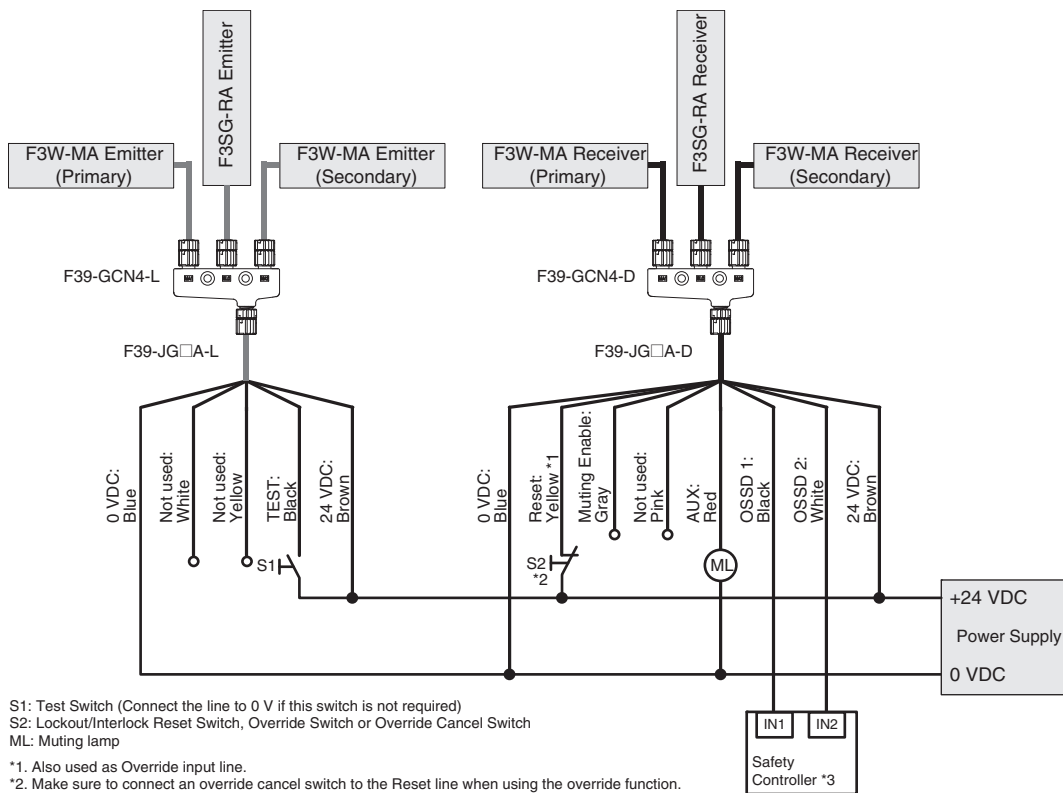 F3SG-RA Emitter
F3SG-RA Receiver
F3W-MA Emitter
(Primary)
F3W-MA Emitter
(Secondary)
F3W-MA Receiver
(Primary)
F3W-MA Receiver
(Secondary)
F39-GCN4-L
F39-GCN4-D
F39-JG□A-L
F39-JG□A-D
0 VDC:
Blue
Not used:
White
Not used:
Yellow
TEST:
Black
24 VDC:
Brown
0 VDC:
Blue
Reset:
Yellow *1
Muting Enable:
Gray
Not used:
Pink
AUX:
Red
OSSD 1:
Black
OSSD 2:
White
24 VDC:
Brown
S1
S2
*2
ML
+24 VDC
Power Supply
0 VDC
IN1
IN2
Safety
Controller *3
S1: Test Switch (Connect the line to 0 V if this switch is not required)
S2: Lockout/Interlock Reset Switch, Override Switch or Override Cancel Switch
ML: Muting lamp
*1. Also used as Override input line.
*2. Make sure to connect an override cancel switch to the Reset line when using the override function.